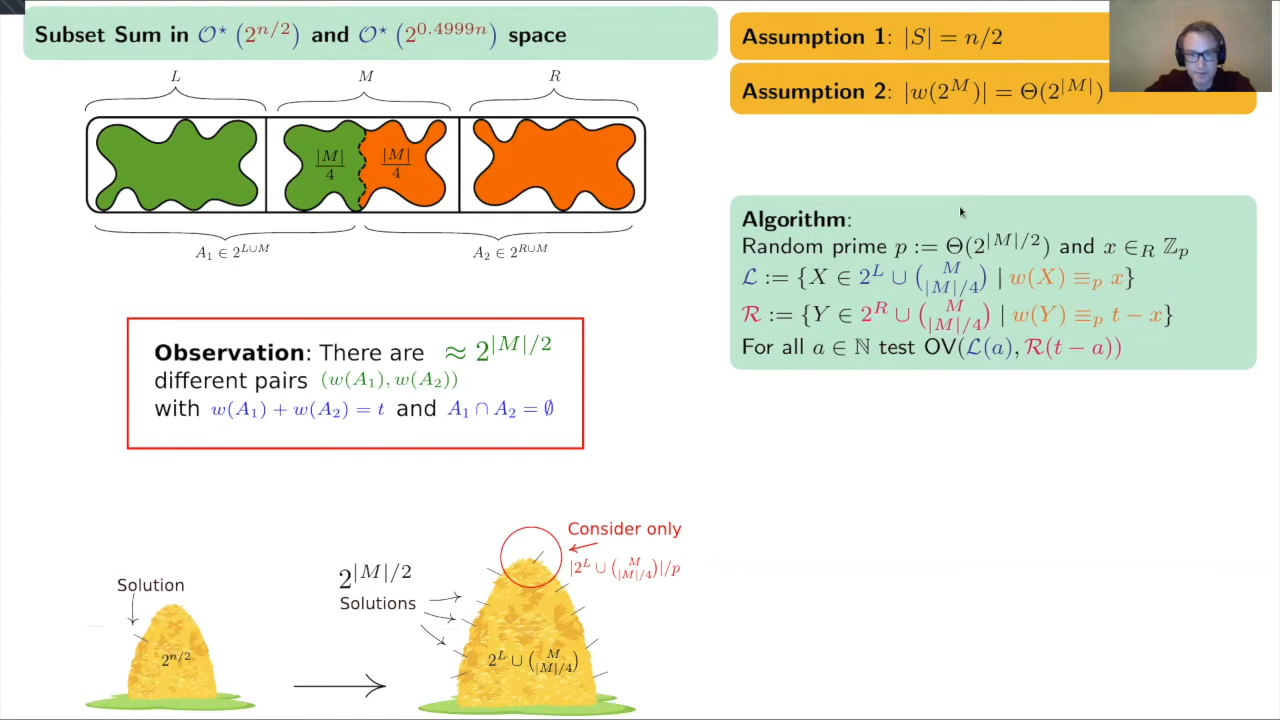 Subset Sum in 𝒪⋆(2^{n/2}) and 𝒪⋆(2^{0.4999n}) space
L M R
|M|/4 |M|/4
A₁ ∈ 2^{L∪M} A₂ ∈ 2^{R∪M}
Observation: There are ≈ 2^{|M|/2}
different pairs (w(A₁), w(A₂))
with w(A₁) + w(A₂) = t and A₁ ∩ A₂ = ∅
Solution
2^{n/2}
2^{|M|/2}
Solutions
Consider only
|2^L ∪ (M choose |M|/4)|/p
2^L ∪ (M choose |M|/4)
Assumption 1: |S| = n/2
Assumption 2: |w(2^M)| = Θ(2^{|M|})
Algorithm:
Random prime p := Θ(2^{|M|/2}) and x ∈_R ℤ_p
ℒ := {X ∈ 2^L ∪ (M choose |M|/4) | w(X) ≡_p x}
ℛ := {Y ∈ 2^R ∪ (M choose |M|/4) | w(Y) ≡_p t − x}
For all a ∈ ℕ test OV(ℒ(a), ℛ(t − a))